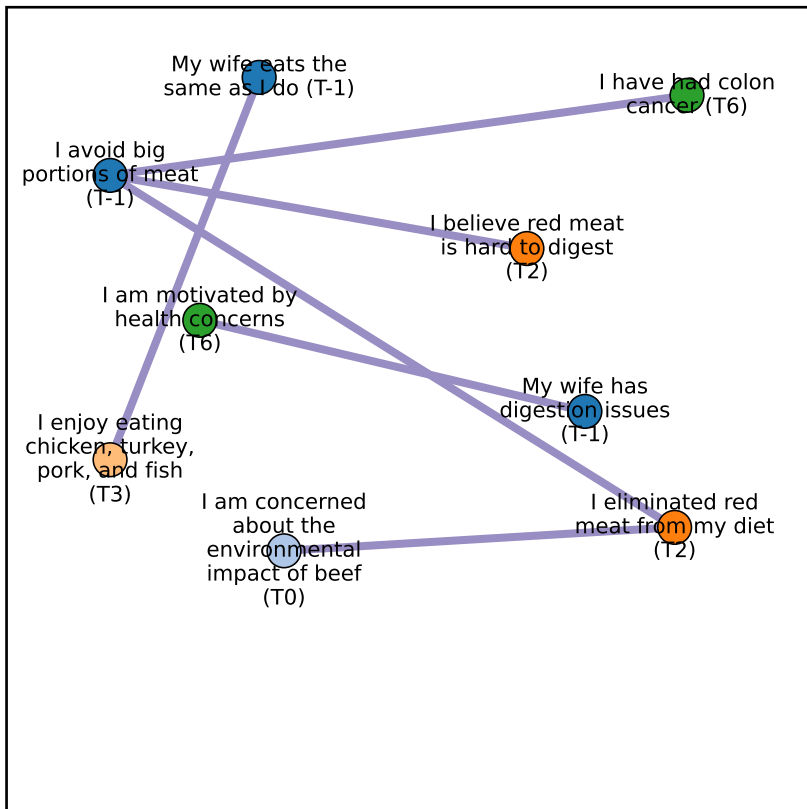 My wife eats the
same as I do (T-1)
I have had colon
cancer (T6)
I avoid big
portions of meat
(T-1)
I believe red meat
is hard to digest
(T2)
I am motivated by
health concerns
(T6)
My wife has
digestion issues
(T-1)
I enjoy eating
chicken, turkey,
pork, and fish
(T3)
I am concerned
about the
environmental
impact of beef
(T0)
I eliminated red
meat from my diet
(T2)